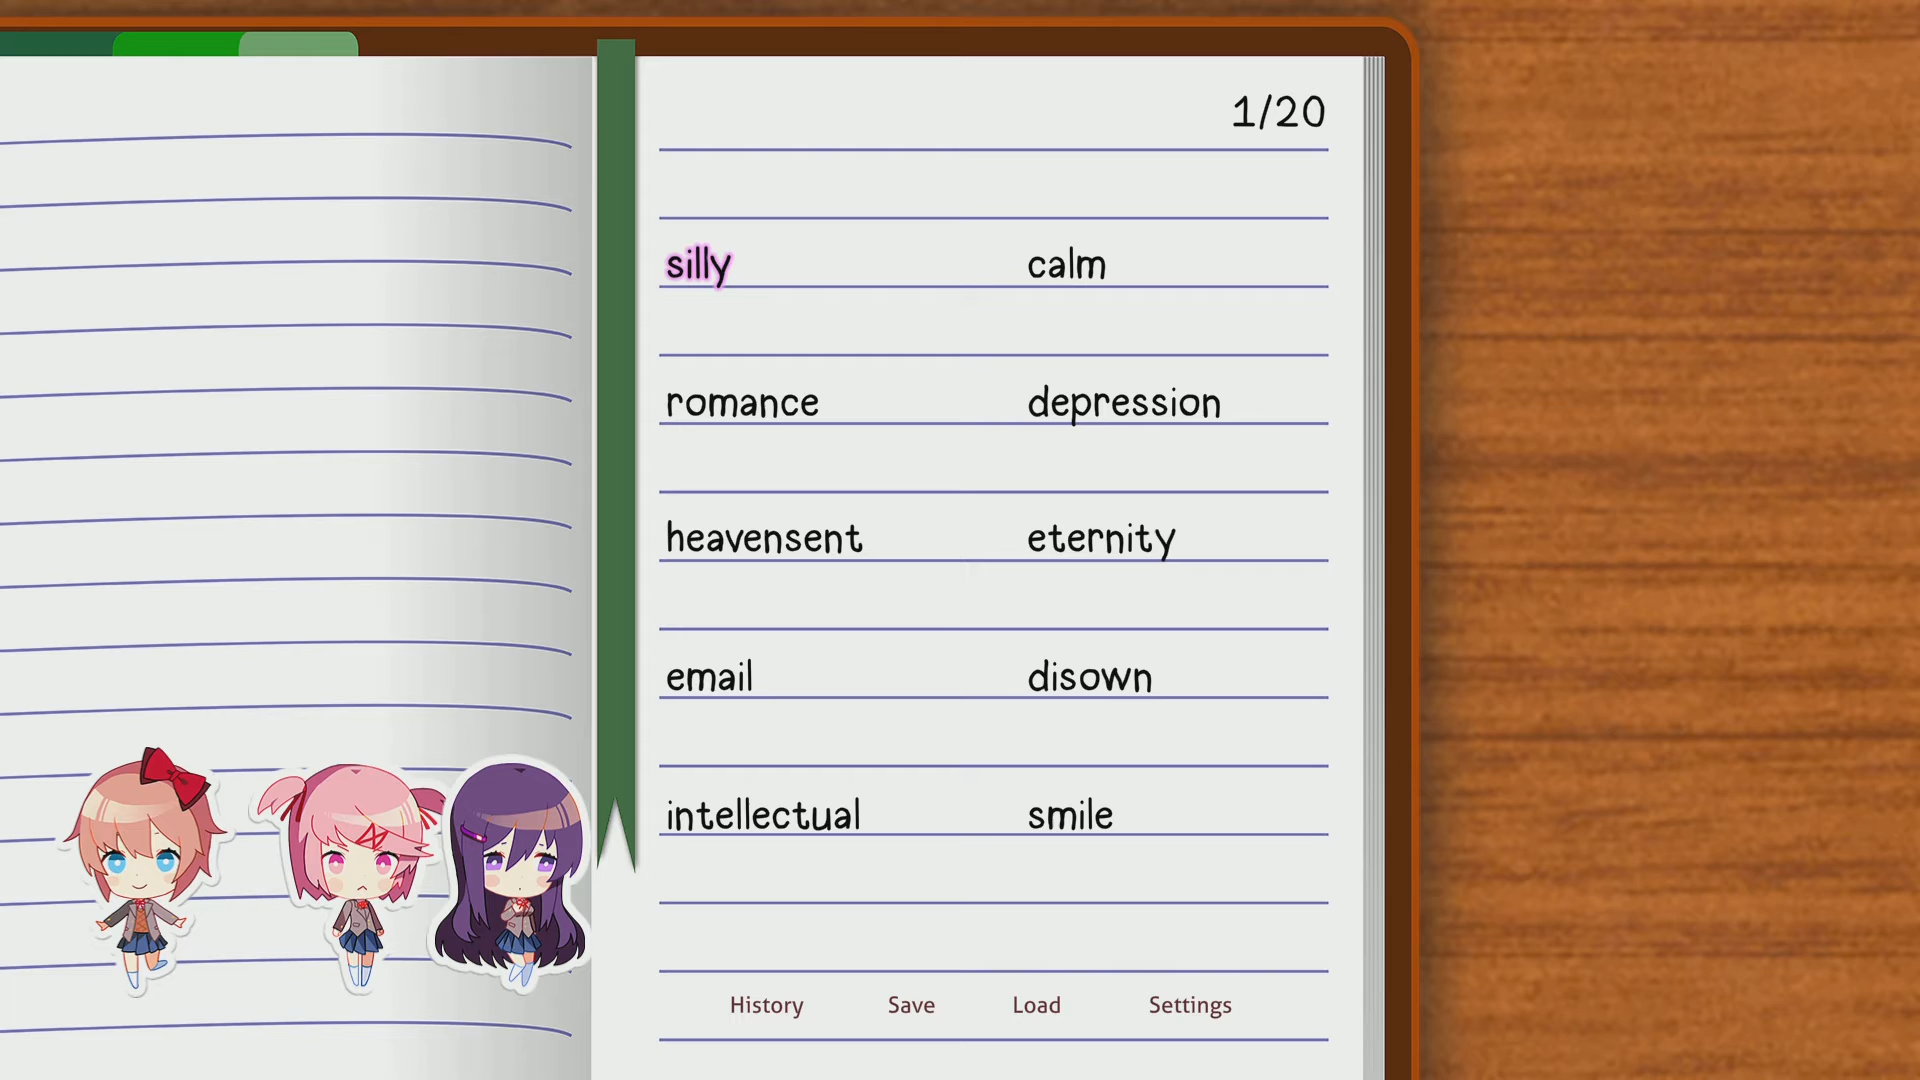 1/20
silly calm
romance depression
heavensent eternity
email disown
intellectual smile
History Save Load Settings